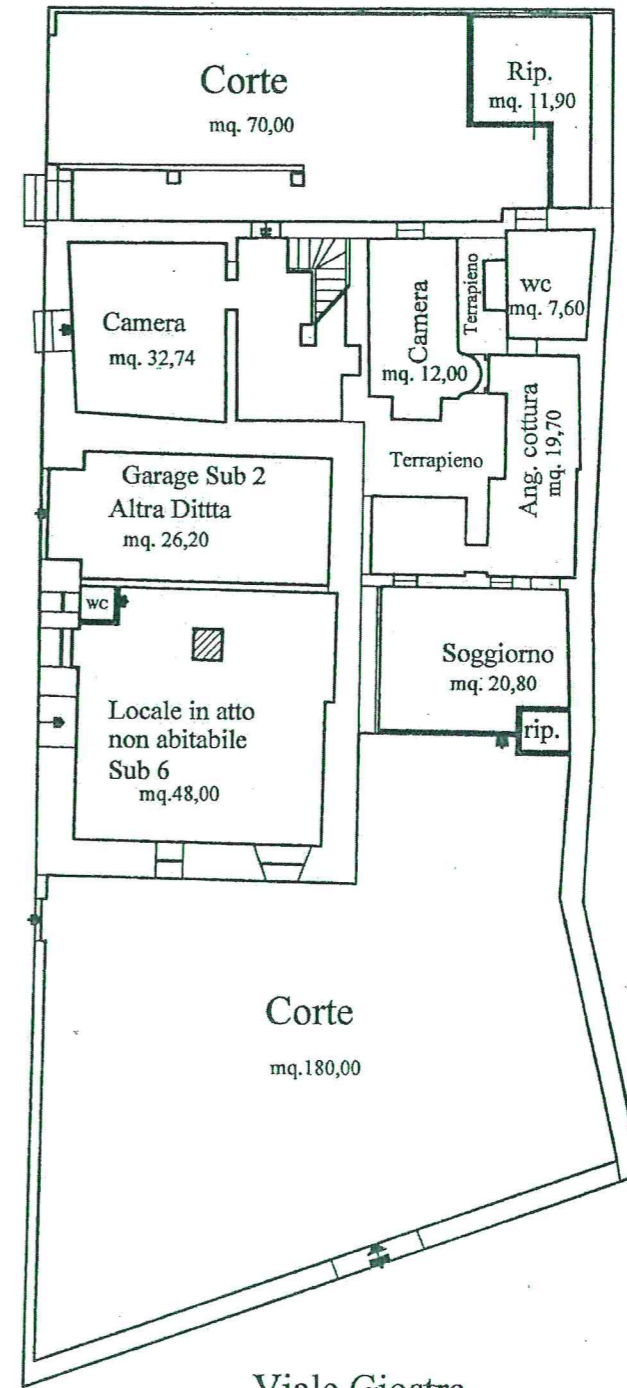 Corte
mq. 70,00
Rip.
mq. 11,90
Camera
mq. 32,74
Camera
mq. 12,00
Terrapieno
wc
mq. 7,60
Terrapieno
Ang. cottura
mq. 19,70
Garage Sub 2
Altra Dittta
mq. 26,20
wc
Locale in atto
non abitabile
Sub 6
mq.48,00
Soggiorno
mq. 20,80
rip.
Corte
mq.180,00
Viale Giostra